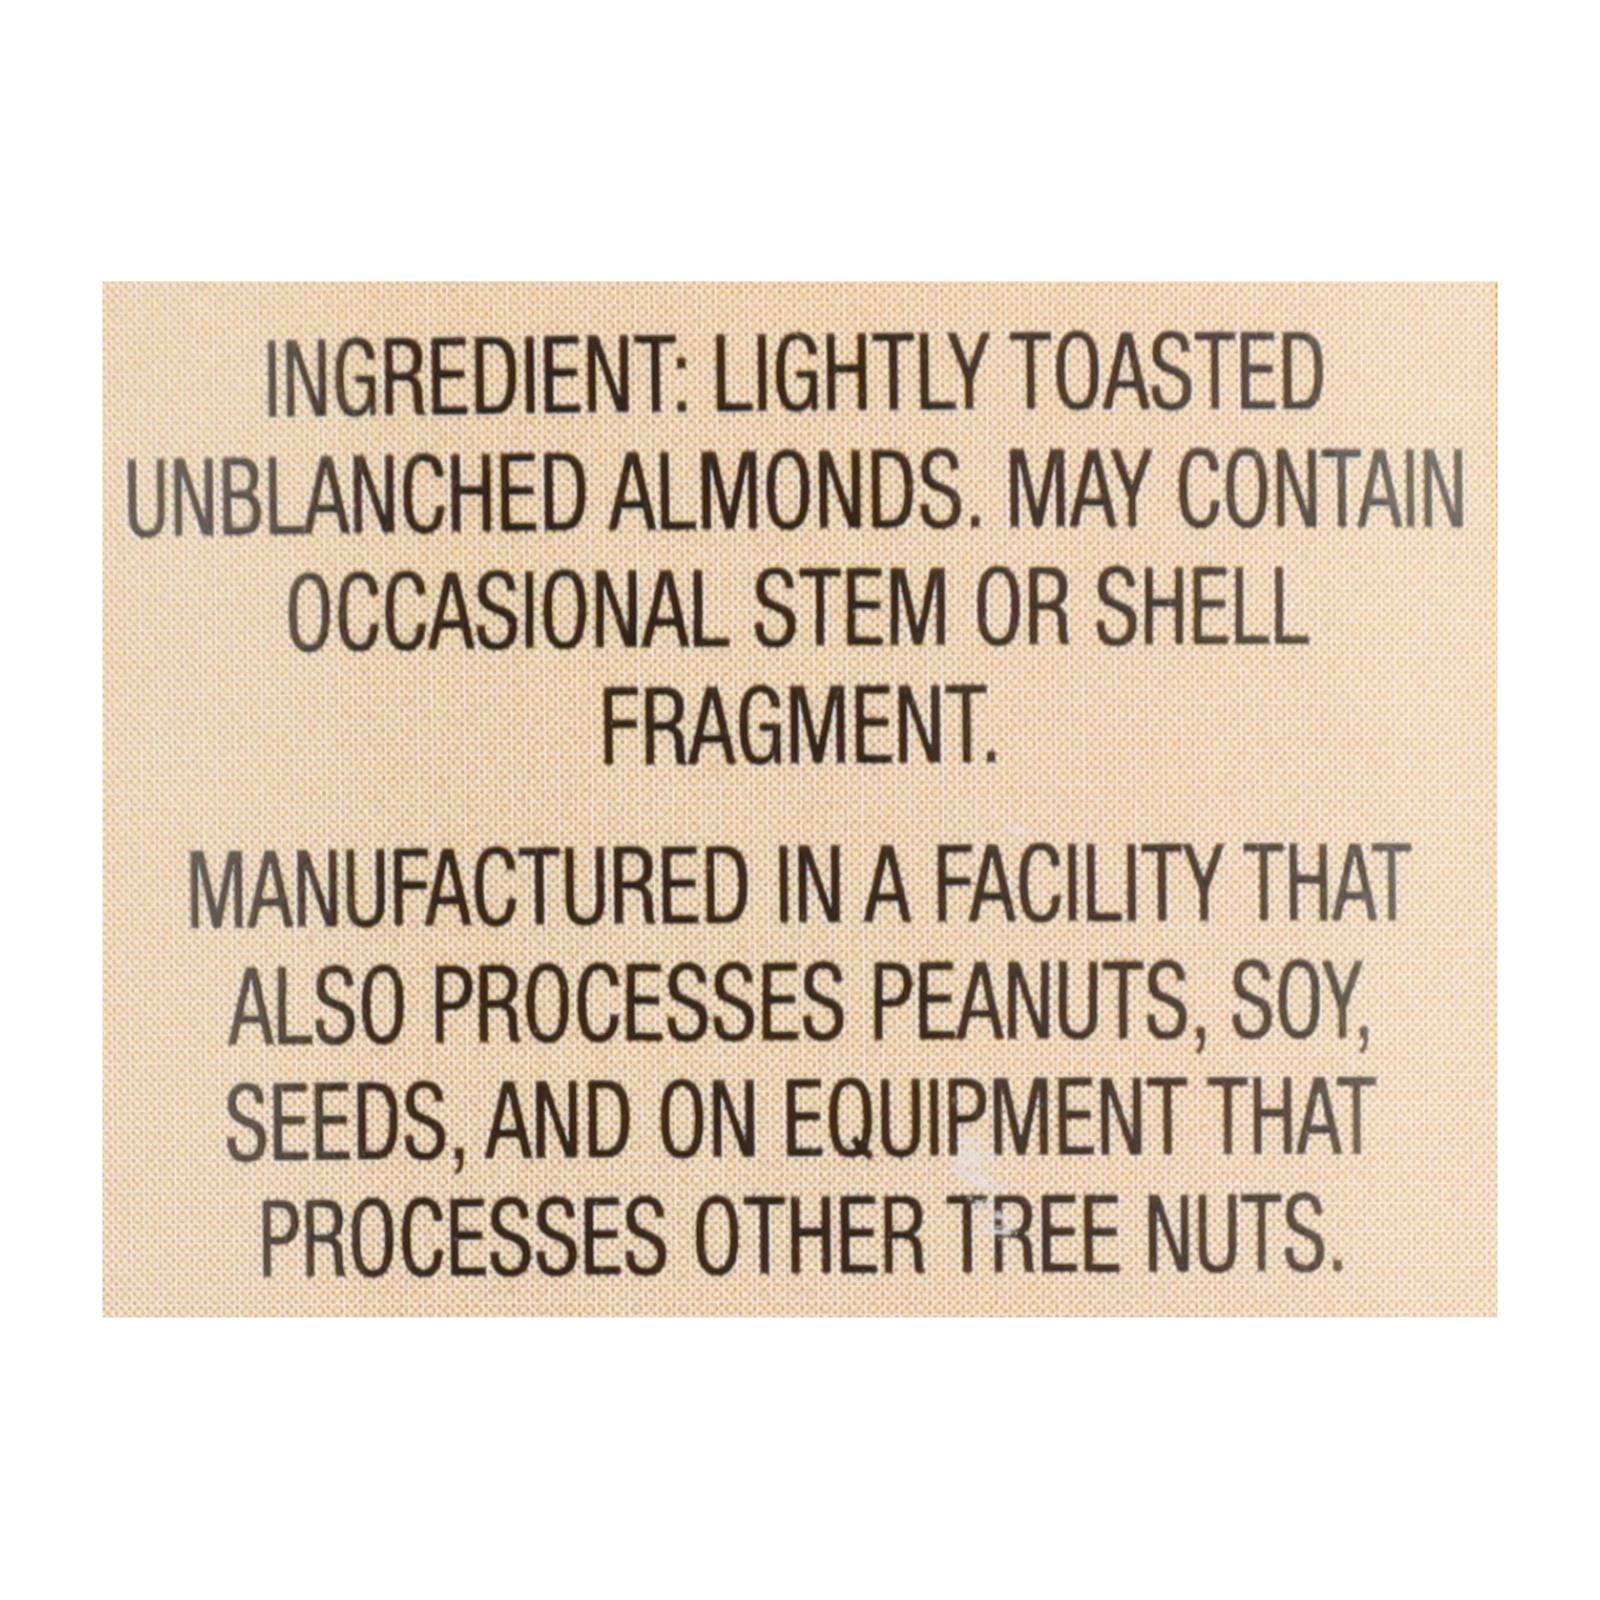 INGREDIENT: LIGHTLY TOASTED
UNBLANCHED ALMONDS. MAY CONTAIN
OCCASIONAL STEM OR SHELL
FRAGMENT.
MANUFACTURED IN A FACILITY THAT
ALSO PROCESSES PEANUTS, SOY,
SEEDS, AND ON EQUIPMENT THAT
PROCESSES OTHER TREE NUTS.